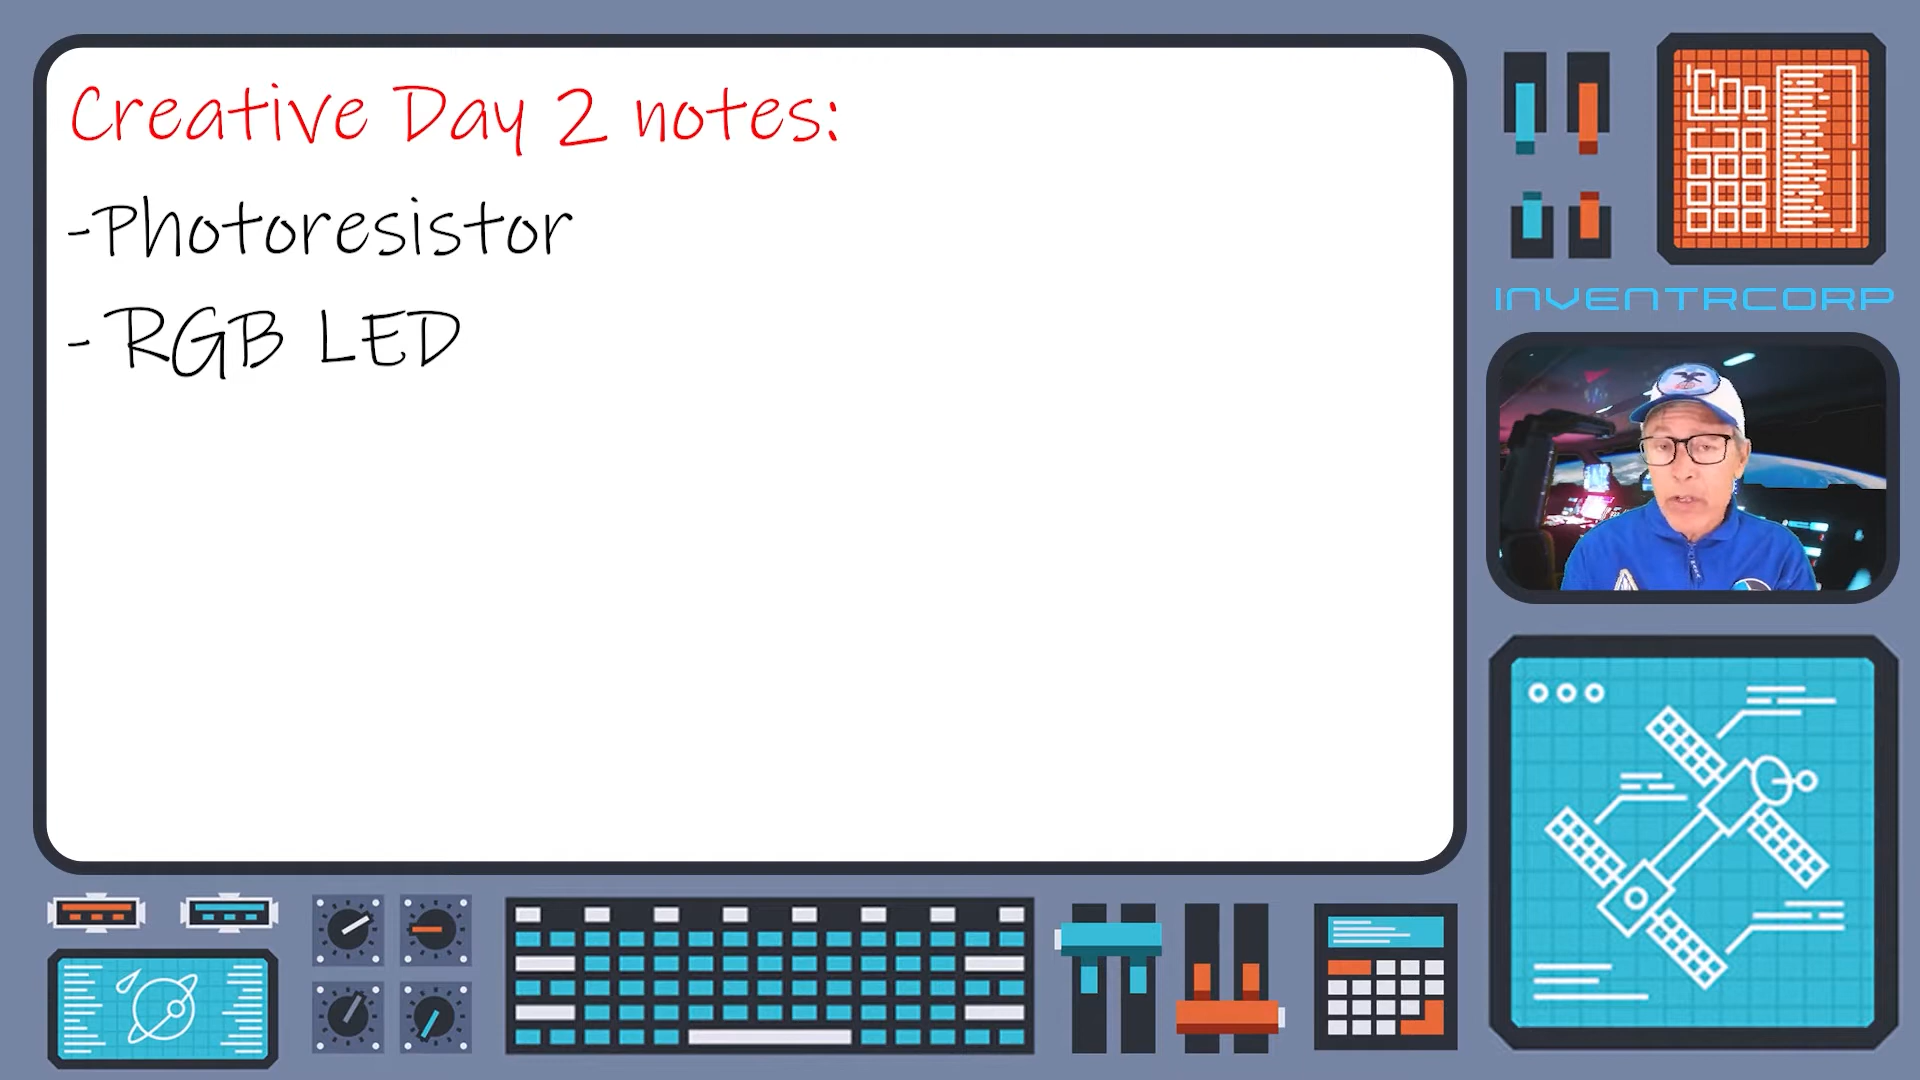 Creative Day 2 notes:
-Photoresistor
- RGB LED
INVENTRCORP